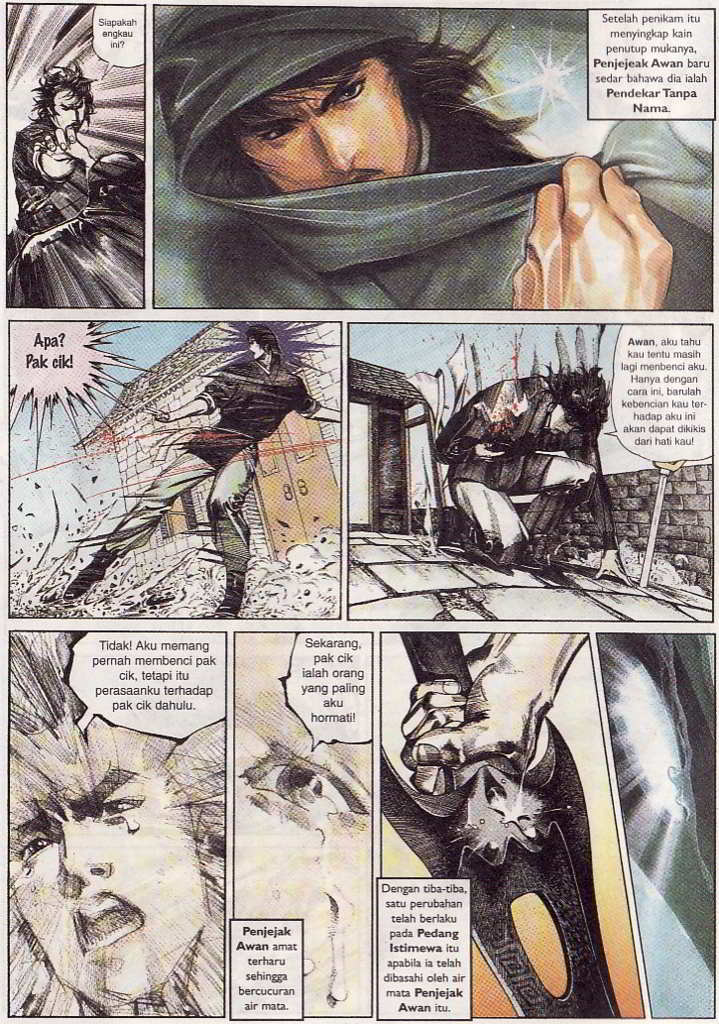 Siapakah
engkau
ini?
Setelah penikam itu
menyingkap kain
penutup mukanya,
Penjejeak Awan baru
sedar bahawa dia ialah
Pendekar Tanpa
Nama.
Apa?
Pak cik!
88
Awan, aku tahu
kau tentu masih
lagi menbenci aku.
Hanya dengan
cara ini, barulah
kebencian kau ter-
hadap aku ini
akan dapat dikikis
dari hati kau!
Tidak! Aku memang
pernah membenci pak
cik, tetapi itu
perasaanku terhadap
pak cik dahulu.
Sekarang,
pak cik
ialah orang
yang paling
aku
hormati!
Penjejak
Awan amat
terharu
sehingga
bercucuran
air mata.
Dengan tiba-tiba,
satu perubahan
telah berlaku
pada Pedang
Istimewa itu
apabila ia telah
dibasahi oleh air
mata Penjejak
Awan itu.